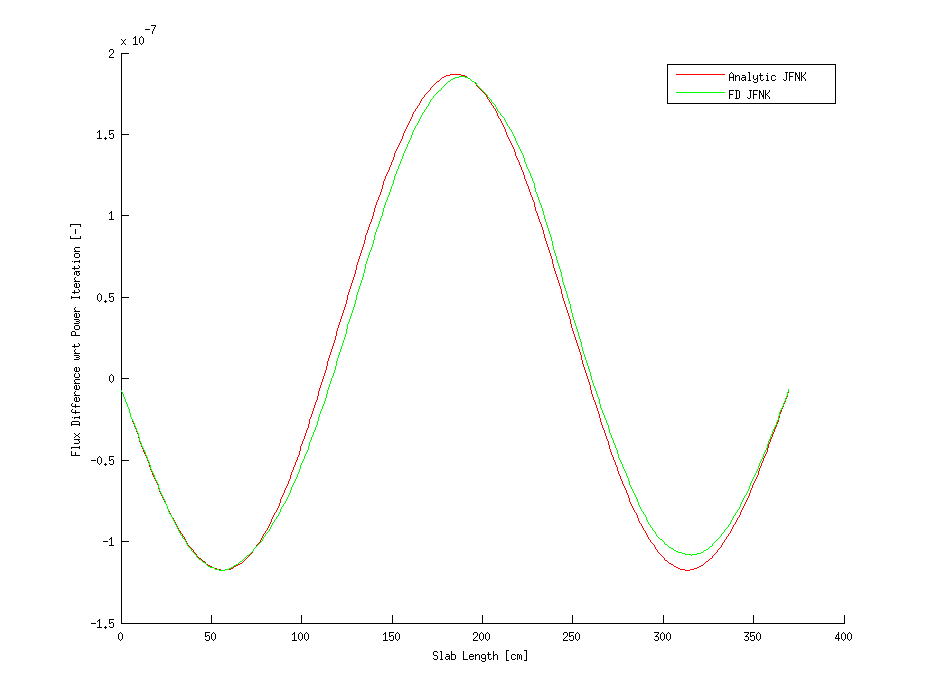 x 10^-7
2
1.5
1
0.5
0
-0.5
-1
-1.5
0 50 100 150 200 250 300 350 400
Slab Length [cm]
Flux Difference wrt Power Iteration [-]
Analytic JFNK
FD JFNK